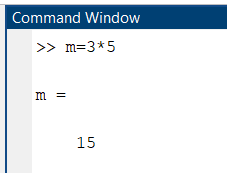 Command Window
>> m=3*5
m =
15